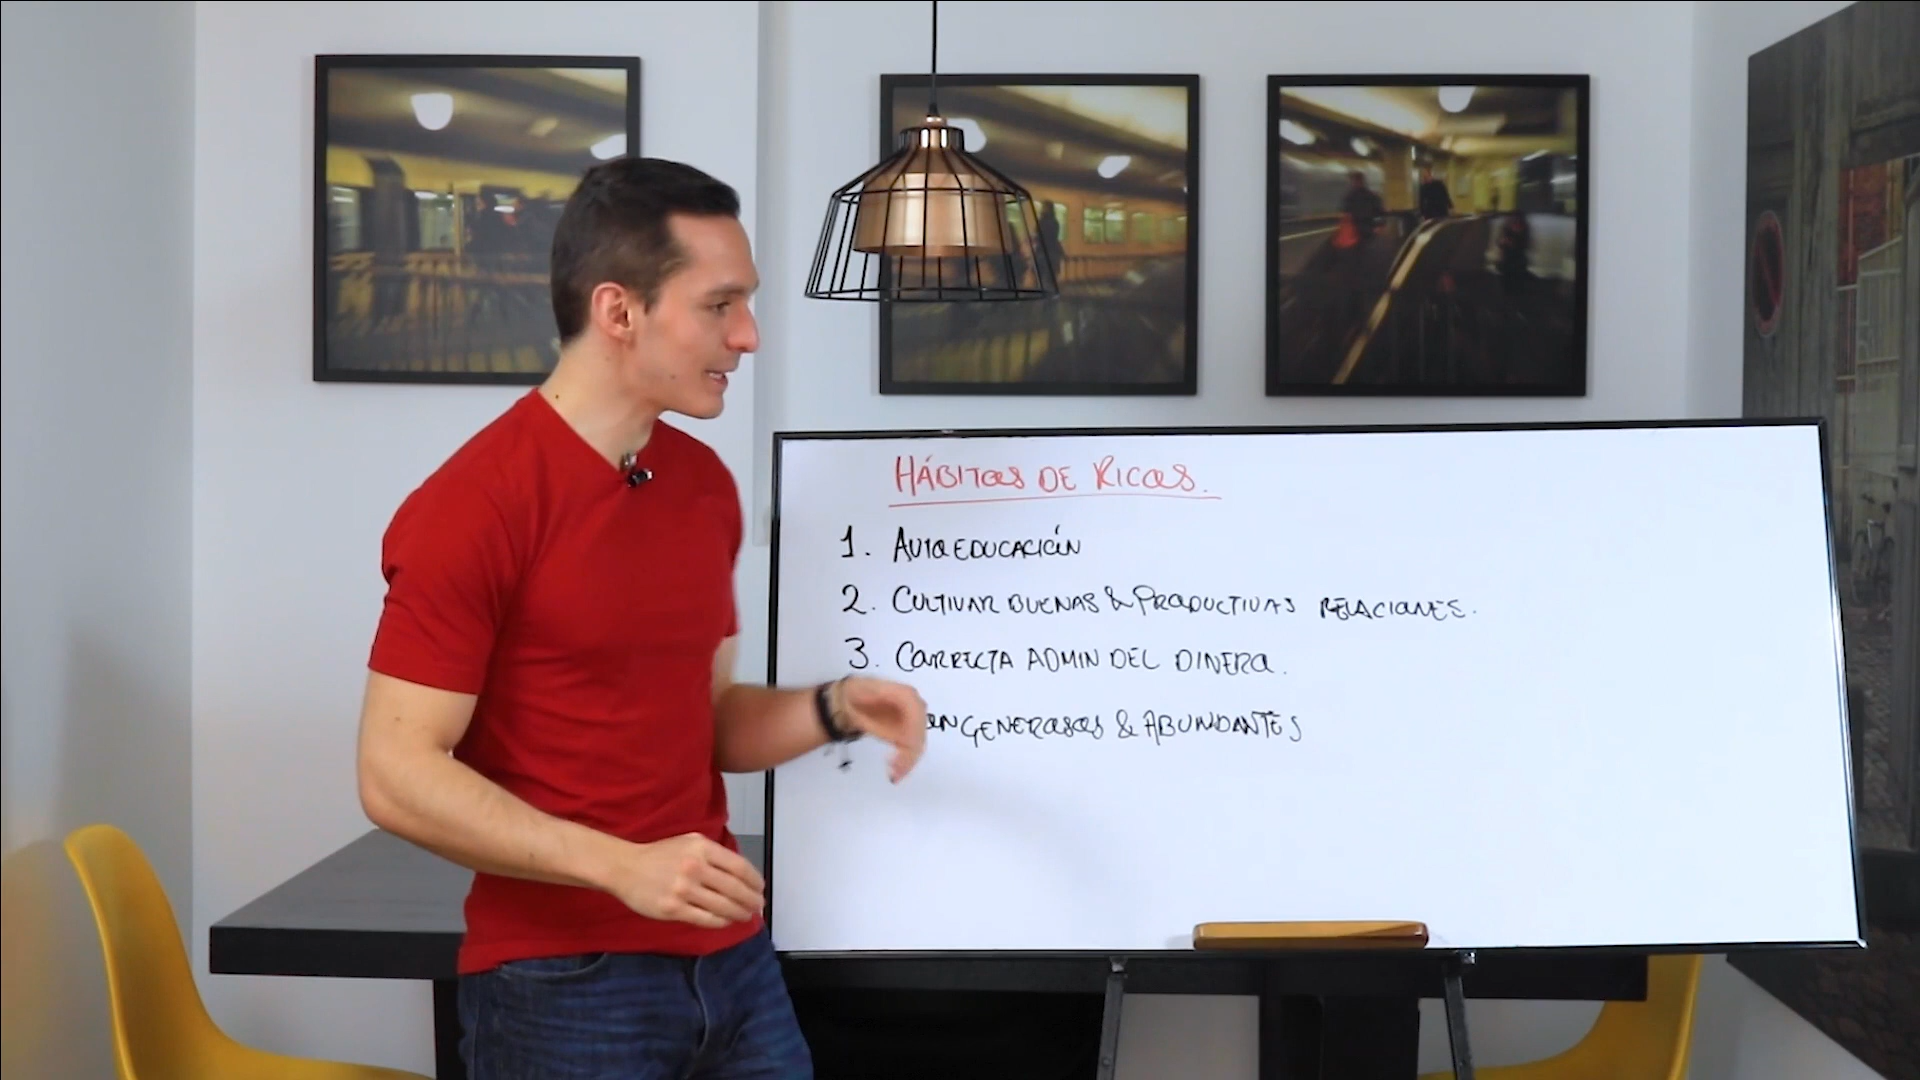 HÁBITOS DE RICOS.
1. AUTOEDUCACIÓN
2. CULTIVAR BUENAS & PRODUCTIVAS RELACIONES.
3. CORRECTA ADMIN DEL DINERO.
GENEROSOS & ABUNDANTES